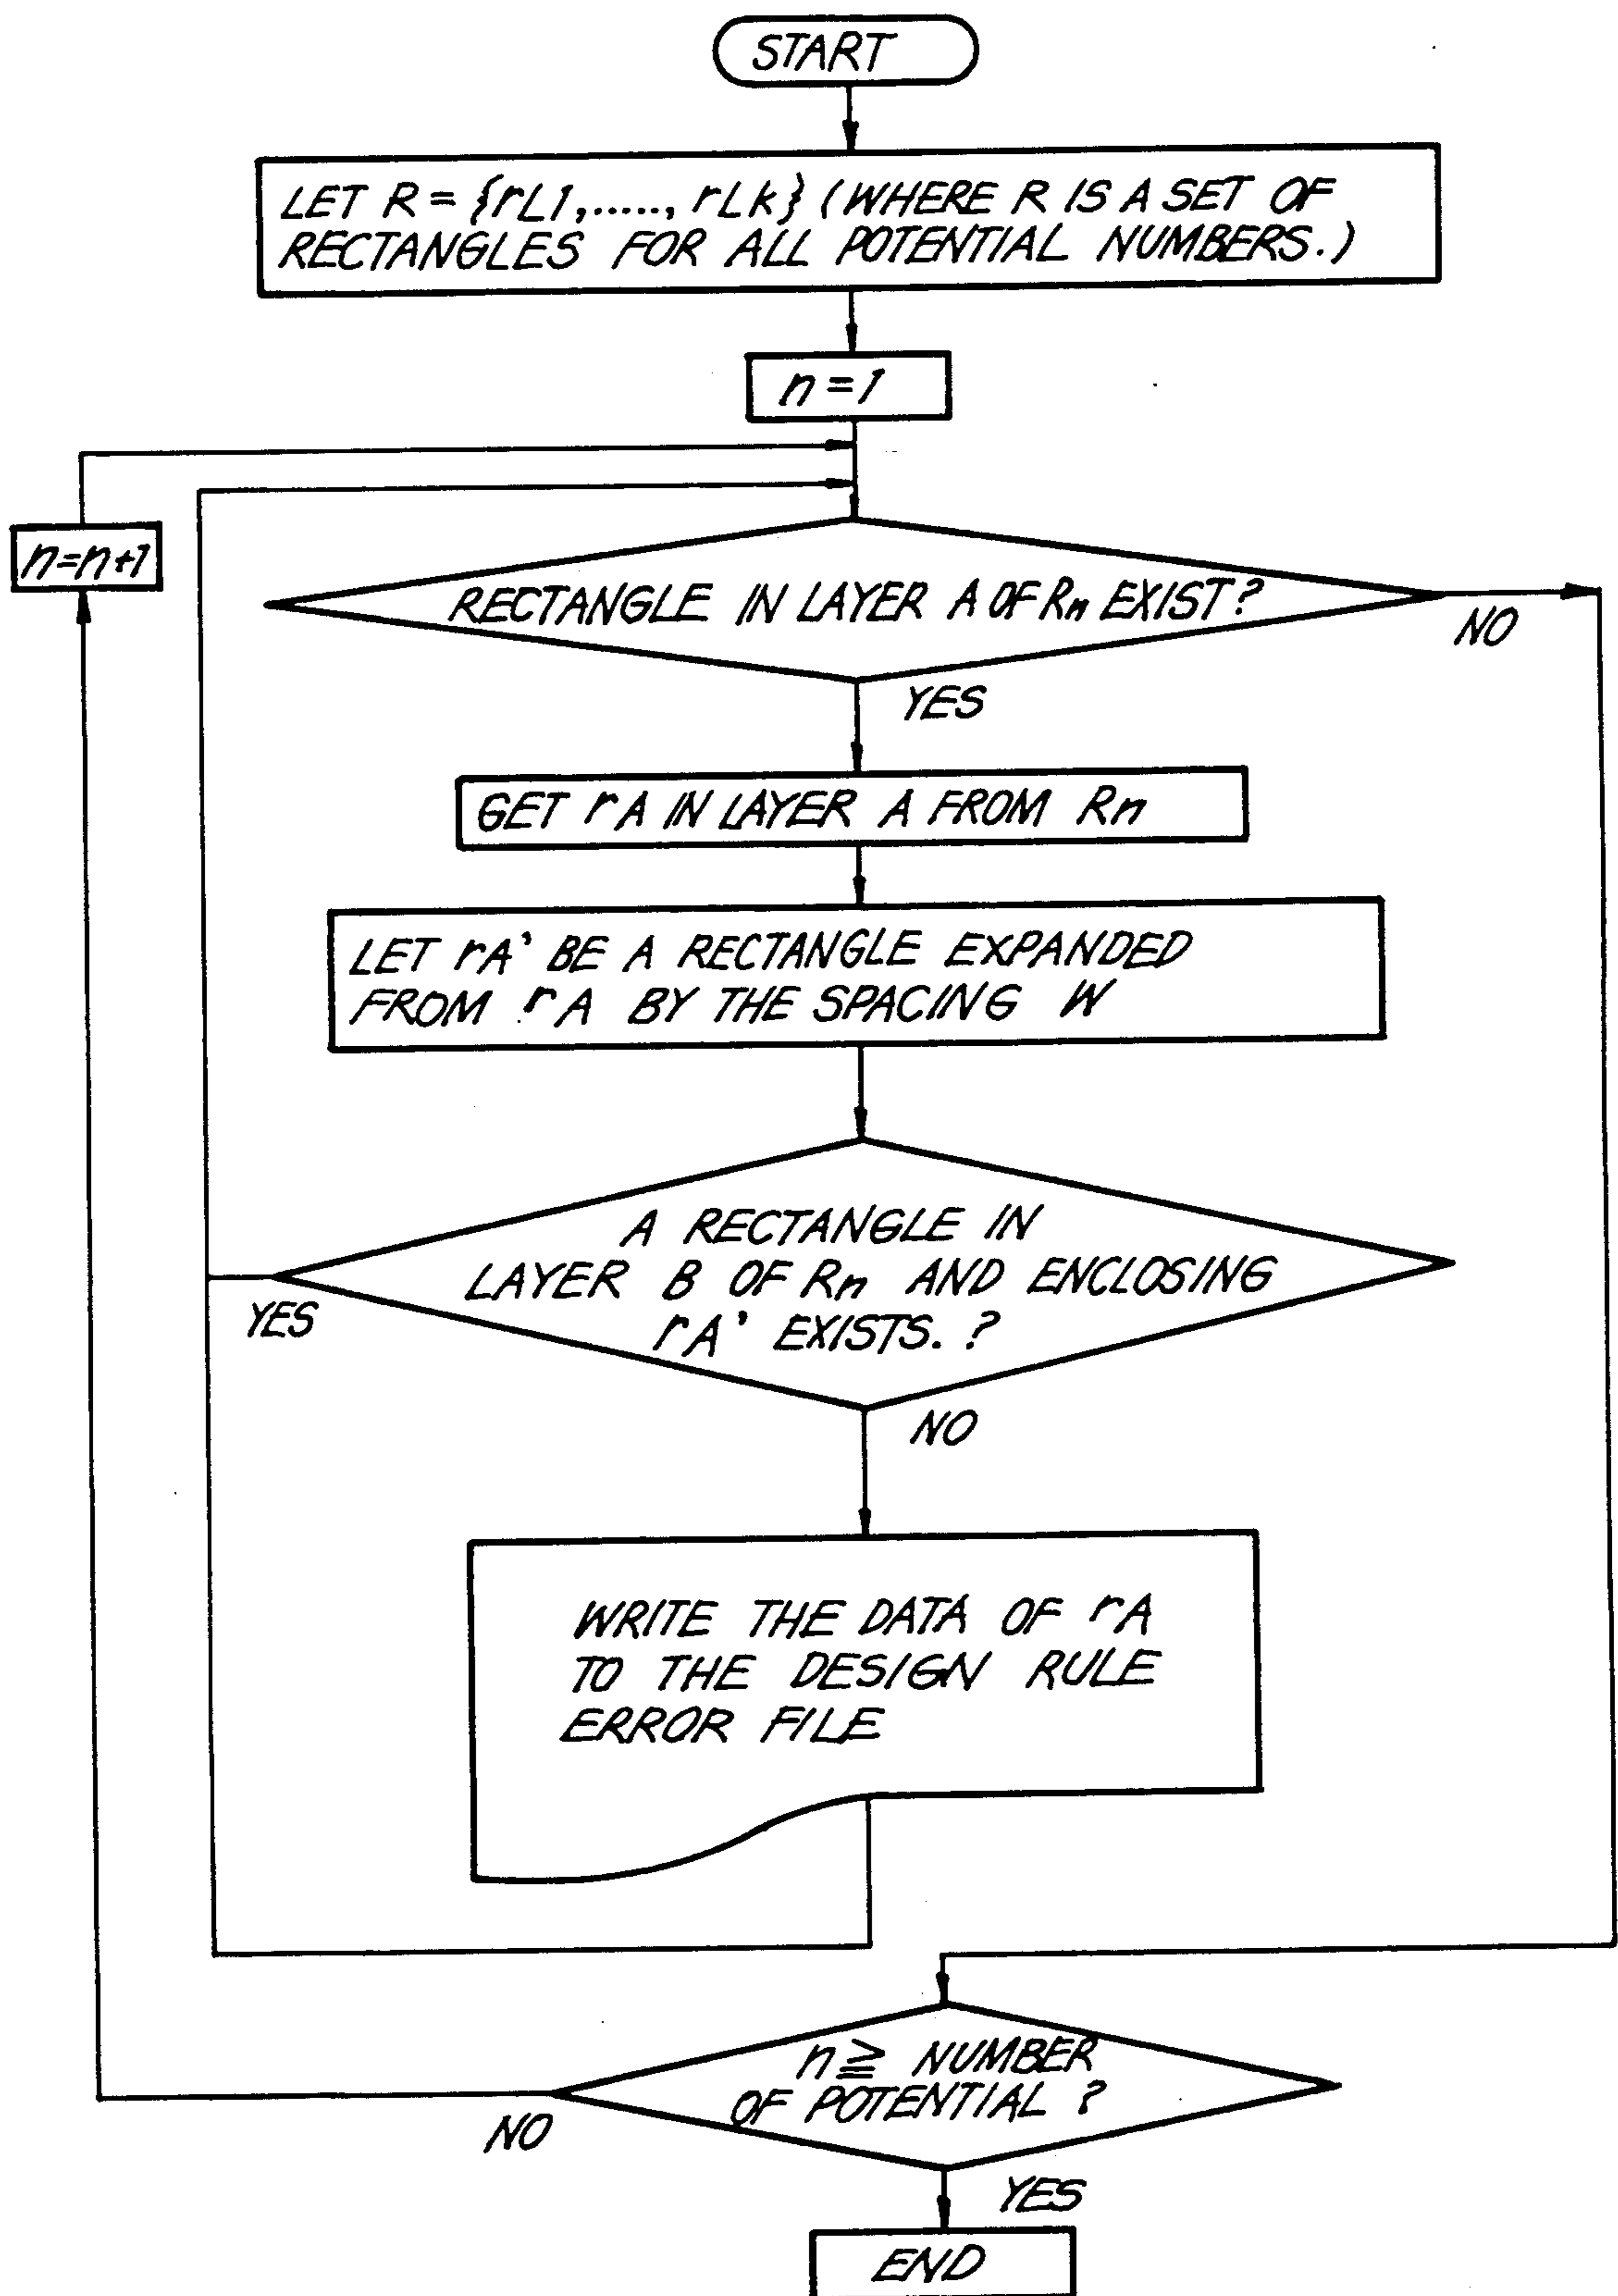 START
LET R = {rL1,....., rLk} (WHERE R IS A SET OF
RECTANGLES FOR ALL POTENTIAL NUMBERS.)
n=1
n=n+1
RECTANGLE IN LAYER A OF Rn EXIST?
NO
YES
GET rA IN LAYER A FROM Rn
LET rA' BE A RECTANGLE EXPANDED
FROM rA BY THE SPACING W
A RECTANGLE IN
LAYER B OF Rn AND ENCLOSING
rA' EXISTS.?
YES
NO
WRITE THE DATA OF rA
TO THE DESIGN RULE
ERROR FILE
n≧ NUMBER
OF POTENTIAL ?
NO
YES
END